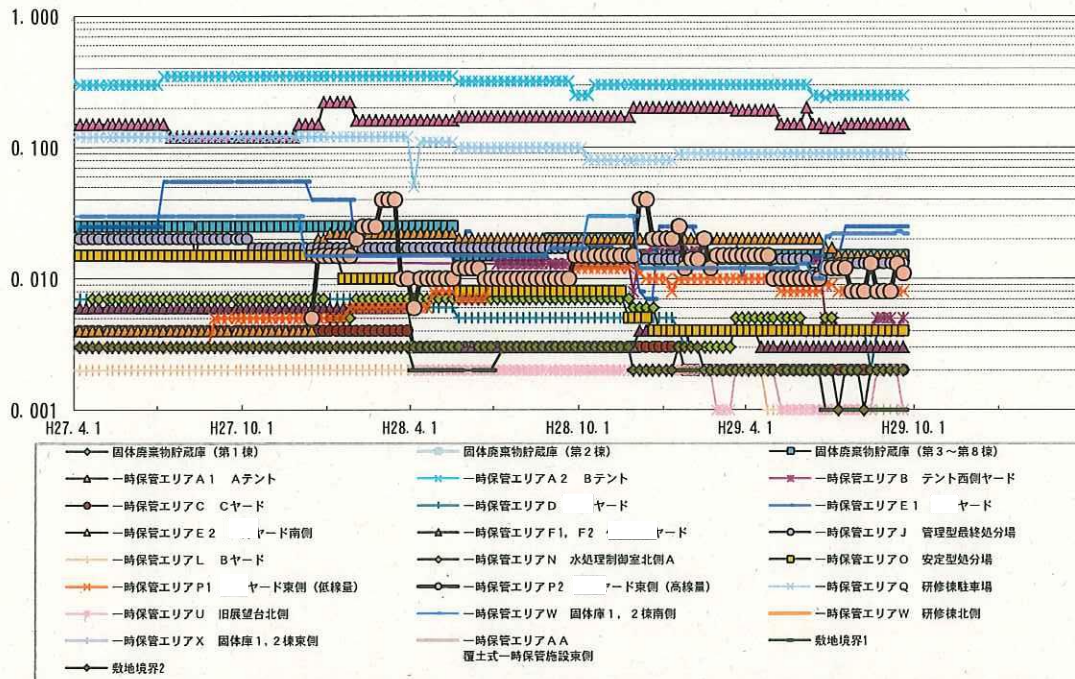 1.000
0.100
0.010
0.001
H27.4.1 H27.10.1 H28.4.1 H28.10.1 H29.4.1 H29.10.1
固体廃棄物貯蔵庫(第1棟) 固体廃棄物貯蔵庫(第2棟) 固体廃棄物貯蔵庫(第3~第8棟)
一時保管エリアA1 Aテント 一時保管エリアA2 Bテント 一時保管エリアB テント西側ヤード
一時保管エリアC Cヤード 一時保管エリアD ヤード 一時保管エリアE1 ヤード
一時保管エリアE2 ヤード南側 一時保管エリアF1, F2 ヤード 一時保管エリアJ 管理型最終処分場
一時保管エリアL Bヤード 一時保管エリアN 水処理制御室北側A 一時保管エリアO 安定型処分場
一時保管エリアP1 ヤード東側(低線量) 一時保管エリアP2 ヤード東側(高線量) 一時保管エリアQ 研修棟駐車場
一時保管エリアU 旧展望台北側 一時保管エリアW 固体庫1,2棟南側 一時保管エリアW 研修棟北側
一時保管エリアX 固体庫1,2棟東側 一時保管エリアAA 敷地境界1
覆土式一時保管施設東側
敷地境界2